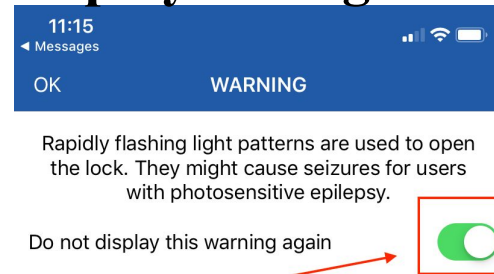 11:15
◀ Messages
OK
WARNING
Rapidly flashing light patterns are used to open
the lock. They might cause seizures for users
with photosensitive epilepsy.
Do not display this warning again